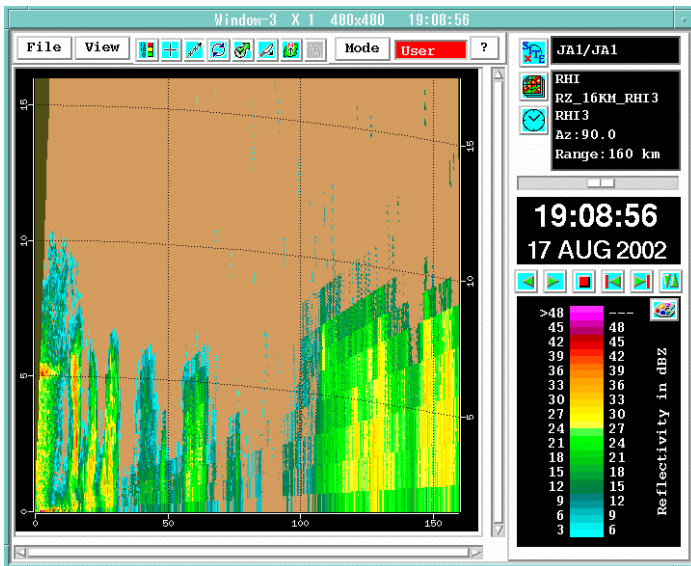 Window-3 X 1 480x480 19:08:56
File View Mode User ?
SITE
JA1/JA1
RHI
RZ_16KM_RHI3
RHI3
Az:90.0
Range:160 km
19:08:56
17 AUG 2002
15
15
10
10
5
5
0
0 50 100 150
>48 ---
45 48
42 45
39 42
36 39
33 36
30 33
27 30
24 27
21 24
18 21
15 18
12 15
9 12
6 9
3 6
Reflectivity in dBZ